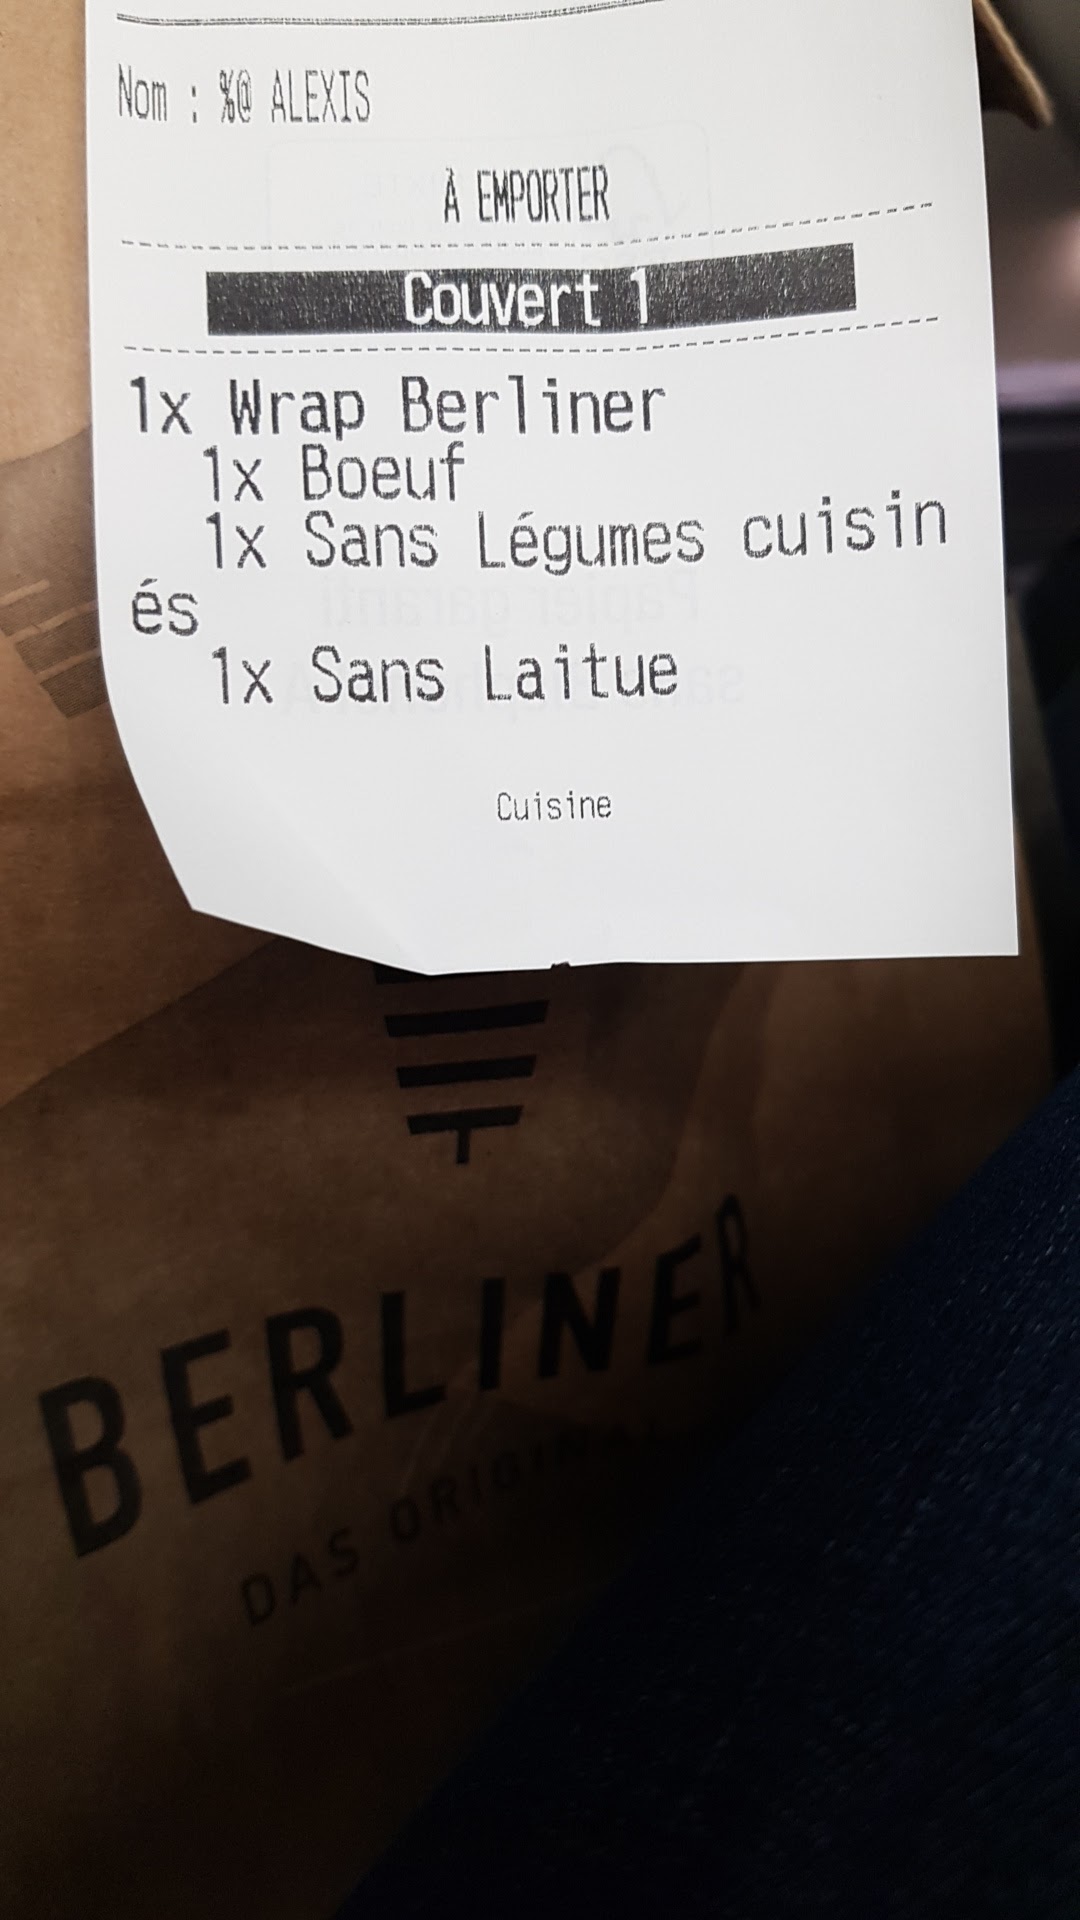 Nom : %@ ALEXIS
À EMPORTER
Couvert 1
1x Wrap Berliner
1x Boeuf
1x Sans Légumes cuisin
és
1x Sans Laitue
Cuisine
BERLINER
DAS ORIGINAL